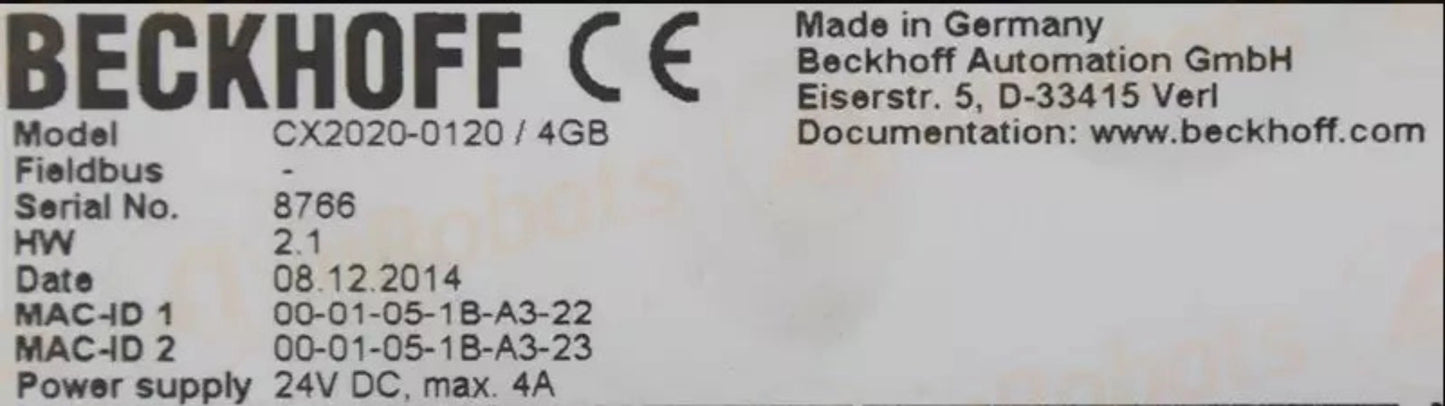 BECKHOFF CE
Made in Germany
Beckhoff Automation GmbH
Eiserstr. 5, D-33415 Verl
Documentation: www.beckhoff.com
Model CX2020-0120 / 4GB
Fieldbus -
Serial No. 8766
HW 2.1
Date 08.12.2014
MAC-ID 1 00-01-05-1B-A3-22
MAC-ID 2 00-01-05-1B-A3-23
Power supply 24V DC, max. 4A